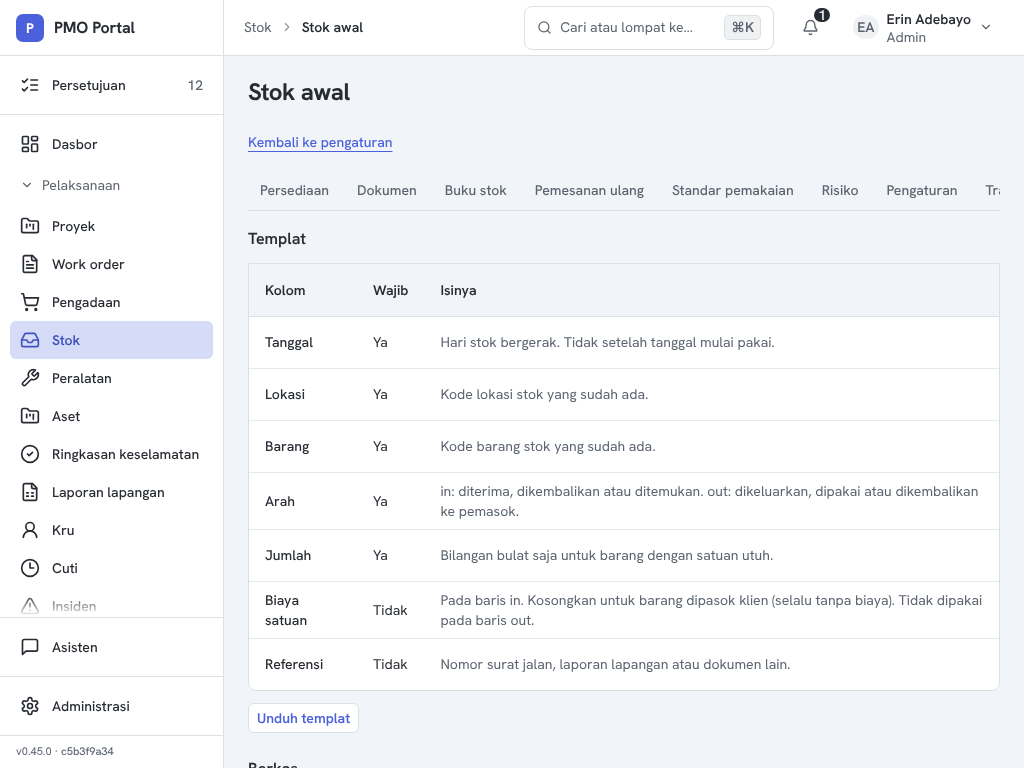 P PMO Portal
Stok > Stok awal
Cari atau lompat ke...
⌘K
1
EA
Erin Adebayo
Admin
Persetujuan 12
Dasbor
Pelaksanaan
Proyek
Work order
Pengadaan
Stok
Peralatan
Aset
Ringkasan keselamatan
Laporan lapangan
Kru
Cuti
Insiden
Asisten
Administrasi
v0.45.0 · c5b3f9a34
Stok awal
Kembali ke pengaturan
Persediaan Dokumen Buku stok Pemesanan ulang Standar pemakaian Risiko Pengaturan
Templat
Kolom Wajib Isinya
Tanggal Ya Hari stok bergerak. Tidak setelah tanggal mulai pakai.
Lokasi Ya Kode lokasi stok yang sudah ada.
Barang Ya Kode barang stok yang sudah ada.
Arah Ya in: diterima, dikembalikan atau ditemukan. out: dikeluarkan, dipakai atau dikembalikan
ke pemasok.
Jumlah Ya Bilangan bulat saja untuk barang dengan satuan utuh.
Biaya satuan Tidak Pada baris in. Kosongkan untuk barang dipasok klien (selalu tanpa biaya). Tidak dipakai
pada baris out.
Referensi Tidak Nomor surat jalan, laporan lapangan atau dokumen lain.
Unduh templat